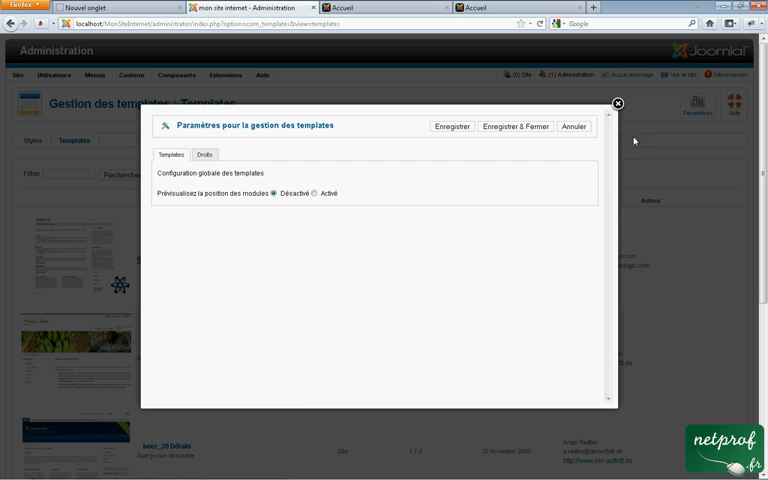 Firefox
Nouvel onglet
mon site internet - Administration
Accueil
Accueil
localhost/MonSiteInternet/administrator/index.php?option=com_templates&view=templates
Google
Administration
Joomla!
Site Utilisateurs Menus Contenu Composants Extensions Aide
(0) Site (1) Administration Aucun message Voir le site Déconnexion
Gestion des templates : Templates
Paramètres
Aide
Styles Templates
Filtrer
Rechercher
Auteur
Paramètres pour la gestion des templates
Enregistrer Enregistrer & Fermer Annuler
Templates Droits
Configuration globale des templates
Prévisualisez la position des modules Désactivé Activé
beez_20 Détails
Aperçu non disponible
Site
1.7.0
25 November 2009
Angie Radtke
a.radtke@derauftritt.de
http://www.der-auftritt.de
netprof
.fr